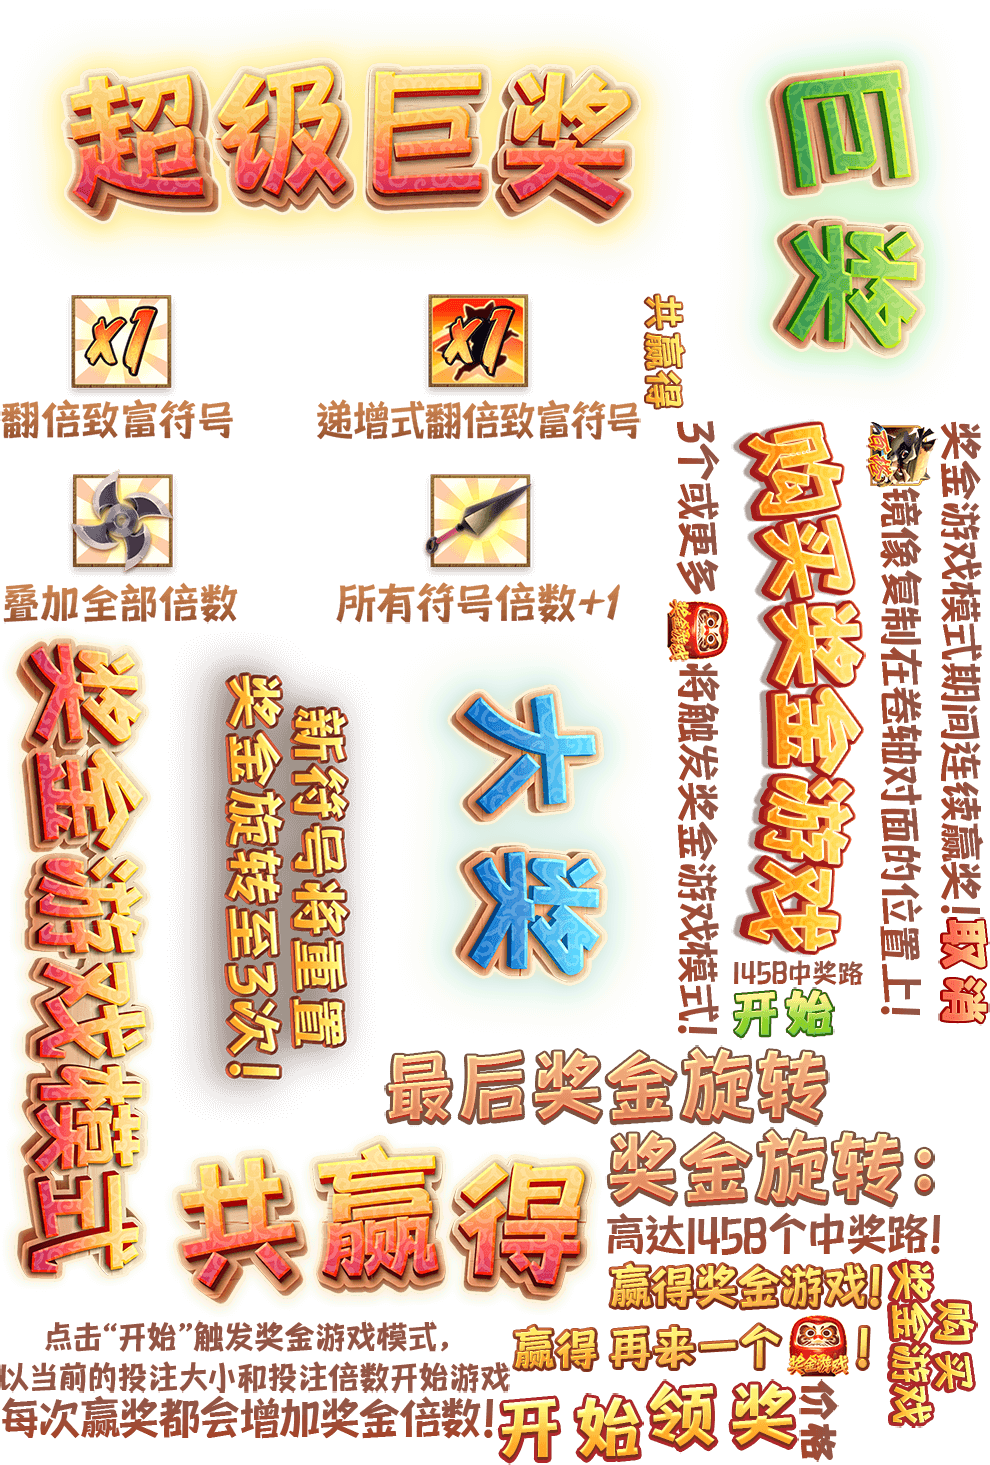 超级巨奖
巨奖
x1
x1
翻倍致富符号
递增式翻倍致富符号
共赢得
叠加全部倍数
所有符号倍数+1
3个或更多 奖金游戏 将触发奖金游戏模式!
购买奖金游戏
奖金游戏模式期间连续赢奖!
镜像复制在卷轴对面的位置上!
取消
奖金游戏模式
新符号将重置
奖金旋转至3次!
大奖
145B中奖路
开始
最后奖金旋转
奖金旋转:
共赢得
高达145B个中奖路!
赢得奖金游戏!
购买
奖金游戏
赢得 再来一个 奖金游戏 !
点击“开始”触发奖金游戏模式,
以当前的投注大小和投注倍数开始游戏
每次赢奖都会增加奖金倍数!
开始领奖
价格